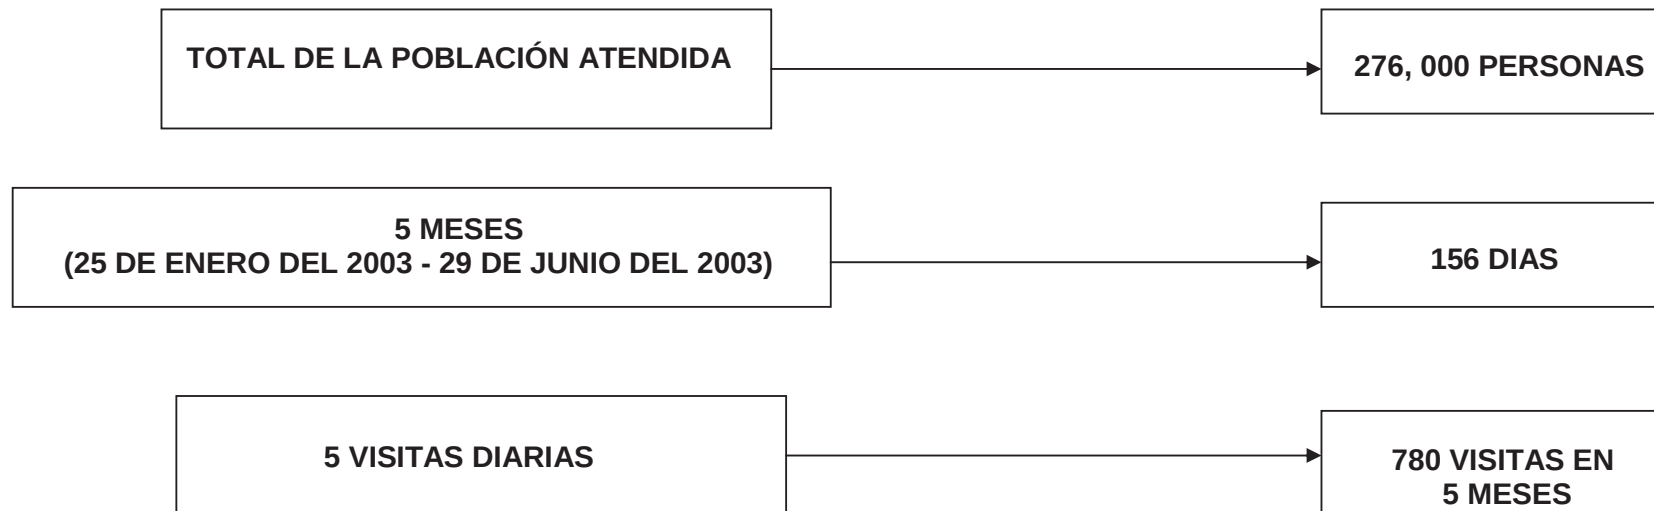 TOTAL DE LA POBLACIÓN ATENDIDA
276, 000 PERSONAS
5 MESES
(25 DE ENERO DEL 2003 - 29 DE JUNIO DEL 2003)
156 DIAS
5 VISITAS DIARIAS
780 VISITAS EN
5 MESES